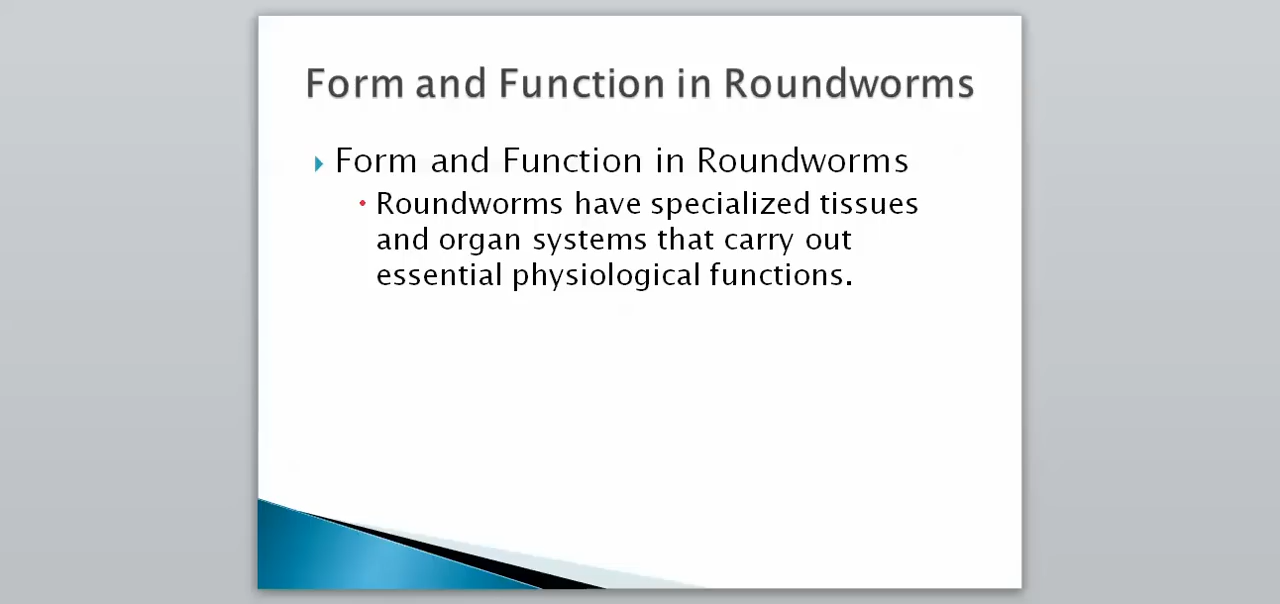 Form and Function in Roundworms
Form and Function in Roundworms
Roundworms have specialized tissues
and organ systems that carry out
essential physiological functions.